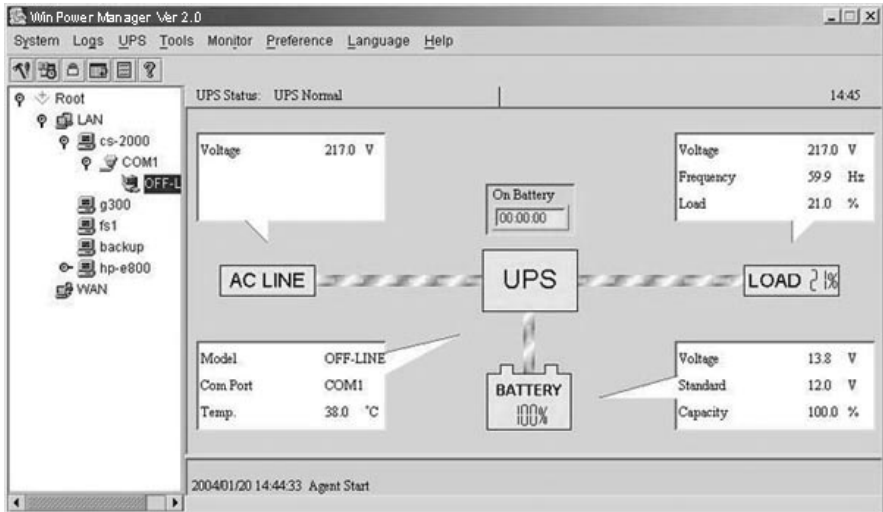 Win Power Manager Ver 2.0
System Logs UPS Tools Monitor Preference Language Help
Root
LAN
cs-2000
COM1
OFF-L
g300
fs1
backup
hp-e800
WAN
UPS Status: UPS Normal 14:45
Voltage 217.0 V
On Battery
00:00:00
Voltage 217.0 V
Frequency 59.9 Hz
Load 21.0 %
AC LINE
UPS
LOAD 21%
Model OFF-LINE
Com Port COM1
Temp. 38.0 °C
BATTERY
100%
Voltage 13.8 V
Standard 12.0 V
Capacity 100.0 %
2004/01/20 14:44:33 Agent Start